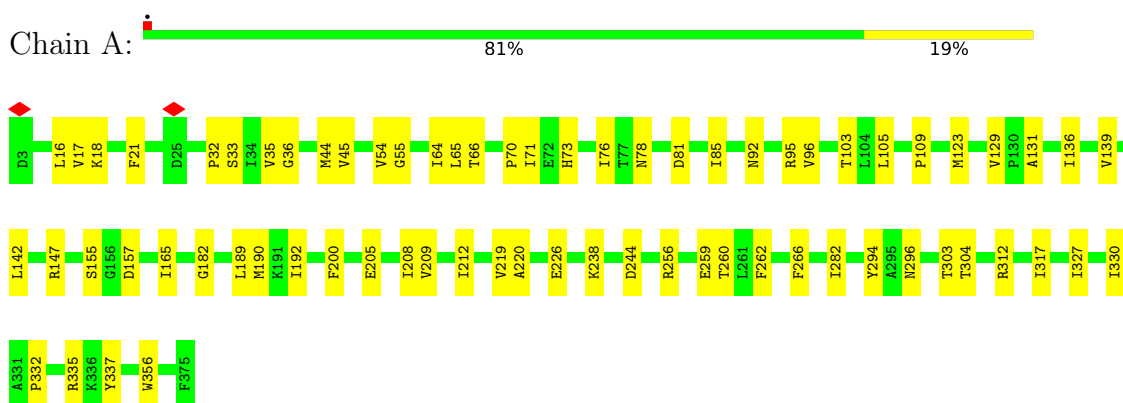 Chain A:
81% 19%
D3 L16 V17 K18 F21 D25 P32 S33 I34 V35 G36 M44 V45 V54 G55 I64 L65 T66 P70 I71 E72 H73 I76 T77 N78 D81 I85 N92 R95 V96 T103 L104 L105 P109 M123 V129 P130 A131 I136 V139
L142 R147 S155 G156 D157 I165 G182 L189 M190 K191 I192 F200 E205 I208 V209 I212 V219 A220 E226 K238 D244 R256 E259 T260 L261 F262 F266 I282 Y294 A295 N296 T303 T304 R312 I317 I327 I330
A331 P332 R335 K336 Y337 W356 F375